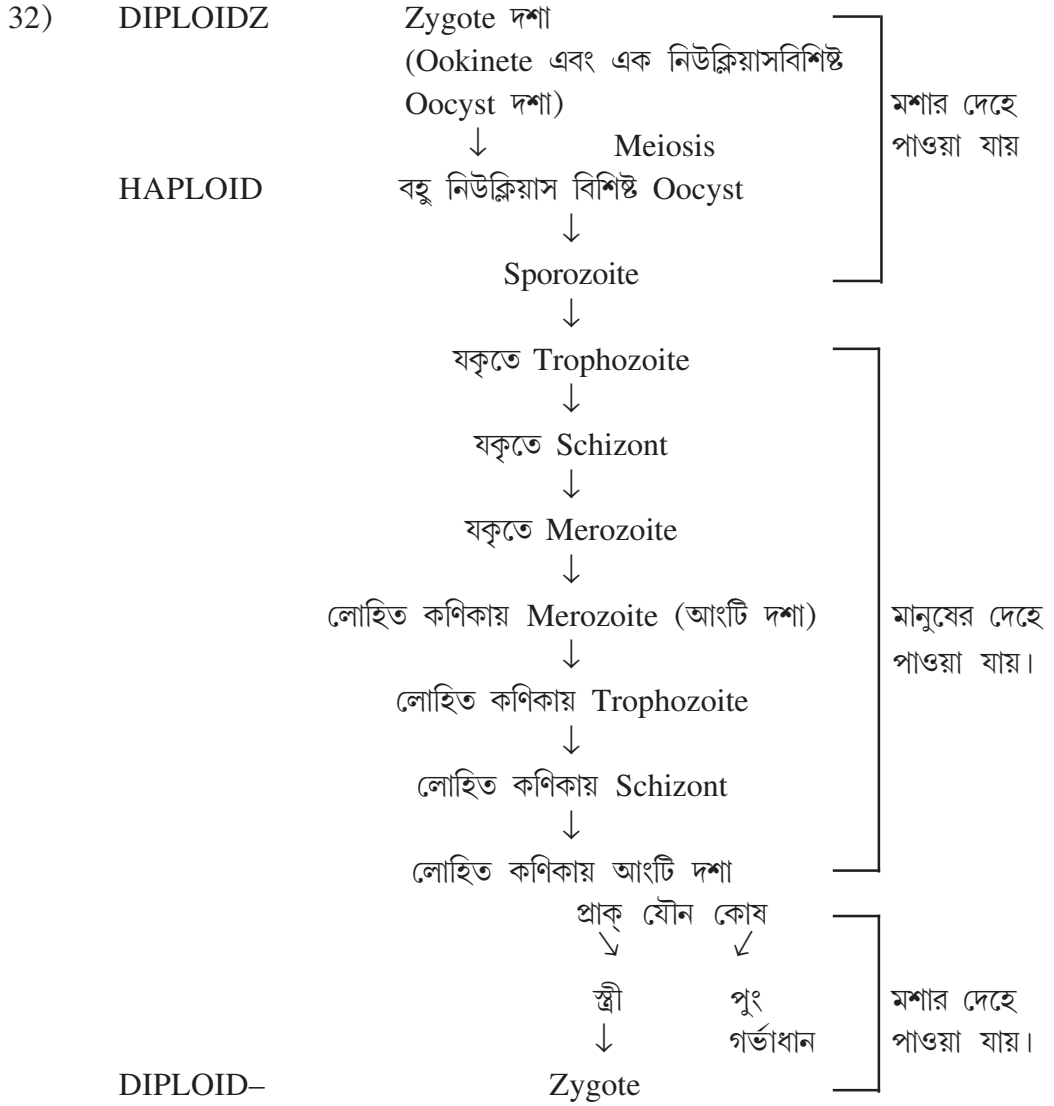 32) DIPLOIDZ Zygote দশা
(Ookinete এবং এক নিউক্লিয়াসবিশিষ্ট
Oocyst দশা) মশার দেহে
↓ Meiosis পাওয়া যায়
HAPLOID বহু নিউক্লিয়াস বিশিষ্ট Oocyst
↓
Sporozoite
↓
যকৃতে Trophozoite
↓
যকৃতে Schizont
↓
যকৃতে Merozoite
↓
লোহিত কণিকায় Merozoite (আংটি দশা) মানুষের দেহে
↓ পাওয়া যায়।
লোহিত কণিকায় Trophozoite
↓
লোহিত কণিকায় Schizont
↓
লোহিত কণিকায় আংটি দশা
প্রাক্ যৌন কোষ
↘ ↙
স্ত্রী পুং মশার দেহে
↓ গর্ভাধান পাওয়া যায়।
DIPLOID– Zygote